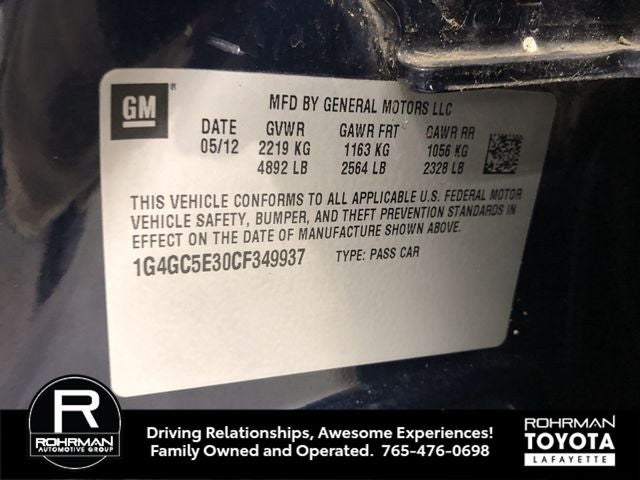 GM®
MFD BY GENERAL MOTORS LLC
DATE GVWR GAWR FRT GAWR RR
05/12 2219 KG 1163 KG 1056 KG
4892 LB 2564 LB 2328 LB
THIS VEHICLE CONFORMS TO ALL APPLICABLE U.S. FEDERAL MOTOR
VEHICLE SAFETY, BUMPER, AND THEFT PREVENTION STANDARDS IN
EFFECT ON THE DATE OF MANUFACTURE SHOWN ABOVE.
1G4GC5E30CF349937 TYPE: PASS CAR
R
ROHRMAN
AUTOMOTIVE GROUP
Driving Relationships, Awesome Experiences!
Family Owned and Operated. 765-476-0698
ROHRMAN
TOYOTA
LAFAYETTE